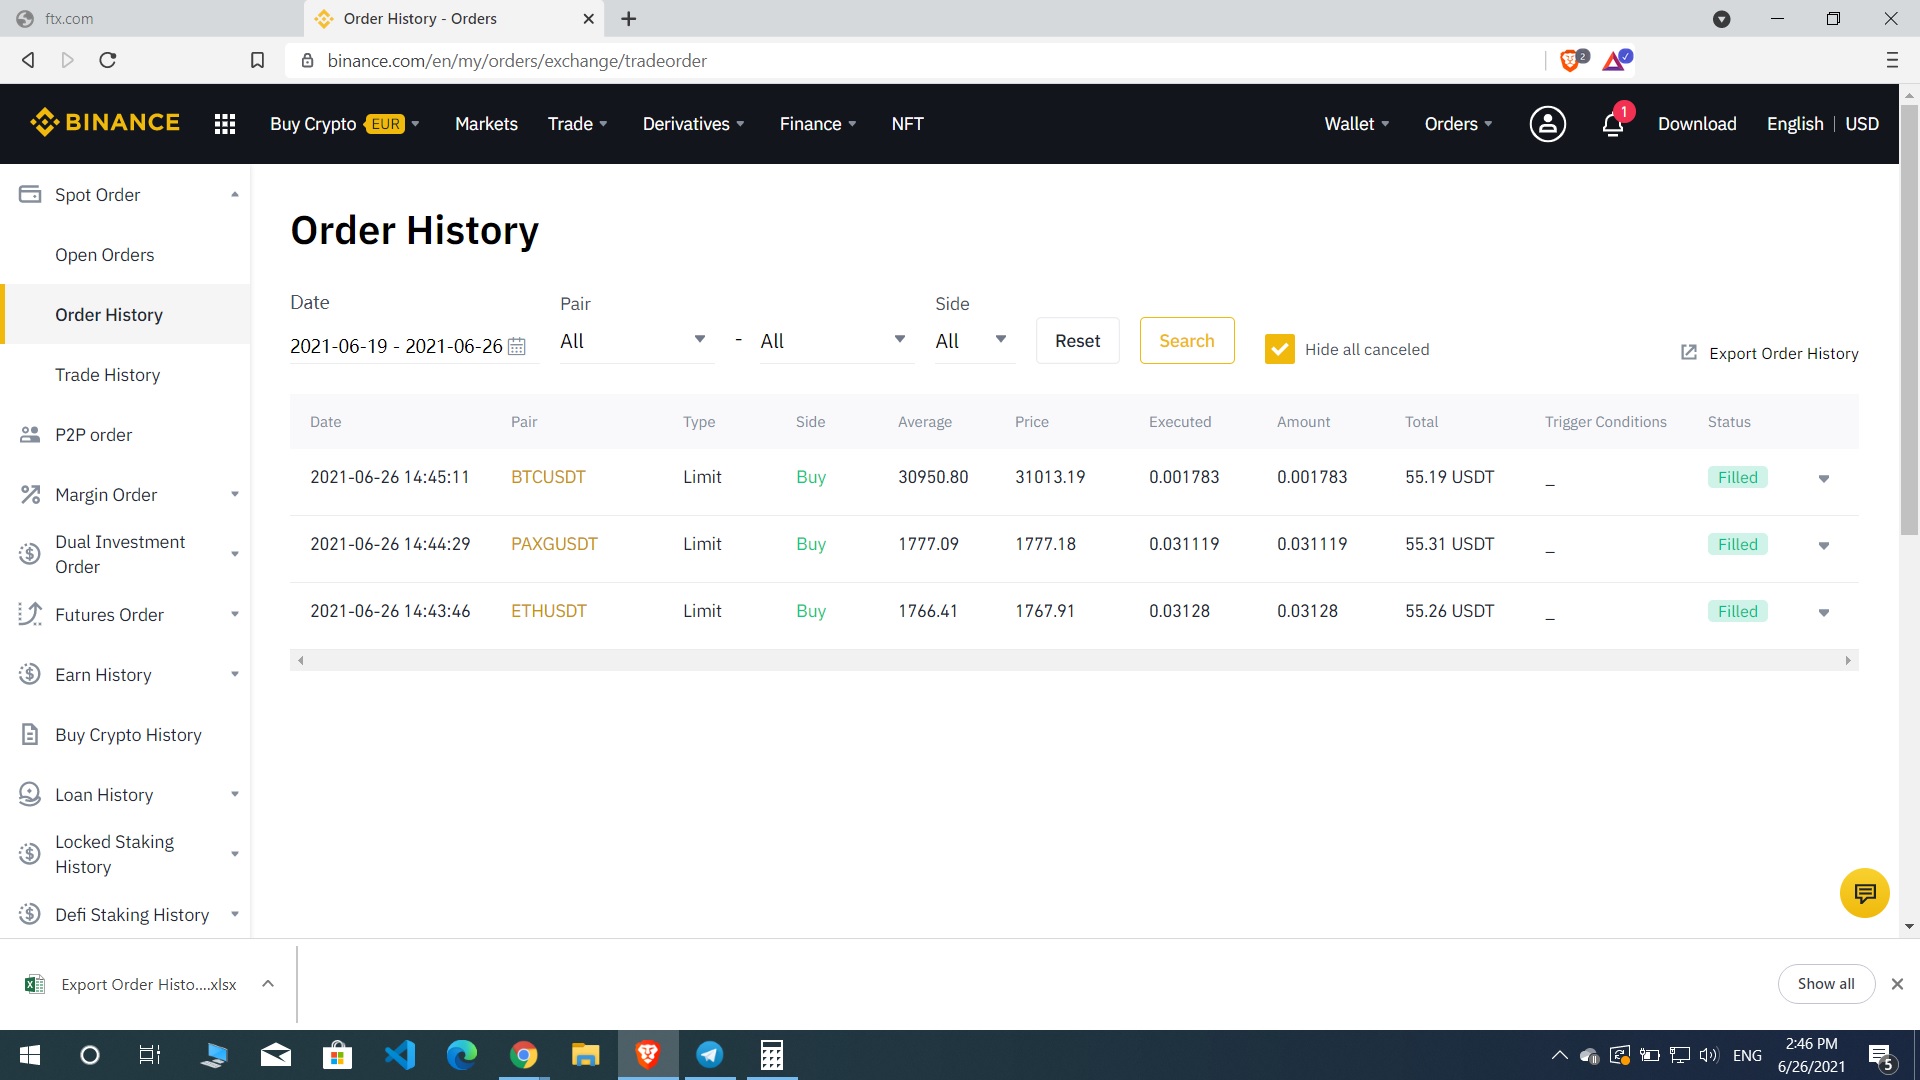 ftx.com
Order History - Orders
binance.com/en/my/orders/exchange/tradeorder
2
BINANCE
Buy Crypto EUR
Markets
Trade
Derivatives
Finance
NFT
Wallet
Orders
1
Download
English | USD
Spot Order
Open Orders
Order History
Trade History
P2P order
Margin Order
Dual Investment
Order
Futures Order
Earn History
Buy Crypto History
Loan History
Locked Staking
History
Defi Staking History
Order History
Date
Pair
Side
2021-06-19 - 2021-06-26
All - All
All
Reset
Search
Hide all canceled
Export Order History
Date Pair Type Side Average Price Executed Amount Total Trigger Conditions Status
2021-06-26 14:45:11 BTCUSDT Limit Buy 30950.80 31013.19 0.001783 0.001783 55.19 USDT _ Filled
2021-06-26 14:44:29 PAXGUSDT Limit Buy 1777.09 1777.18 0.031119 0.031119 55.31 USDT _ Filled
2021-06-26 14:43:46 ETHUSDT Limit Buy 1766.41 1767.91 0.03128 0.03128 55.26 USDT _ Filled
Export Order Histo....xlsx
Show all
ENG
2:46 PM
6/26/2021
5